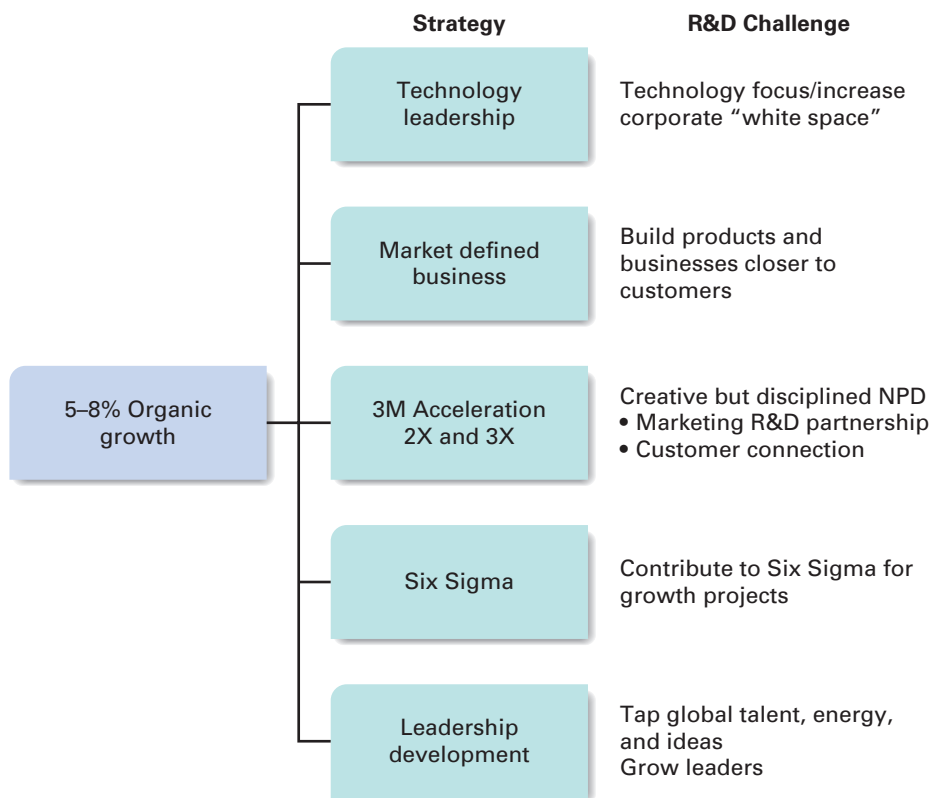 Strategy
R&D Challenge
Technology
leadership
Technology focus/increase
corporate “white space”
Market defined
business
Build products and
businesses closer to
customers
5–8% Organic
growth
3M Acceleration
2X and 3X
Creative but disciplined NPD
• Marketing R&D partnership
• Customer connection
Six Sigma
Contribute to Six Sigma for
growth projects
Leadership
development
Tap global talent, energy,
and ideas
Grow leaders